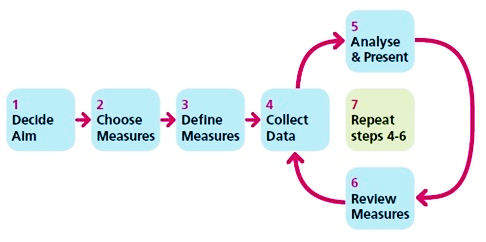 1
Decide
Aim
2
Choose
Measures
3
Define
Measures
4
Collect
Data
5
Analyse
& Present
6
Review
Measures
7
Repeat
steps 4-6